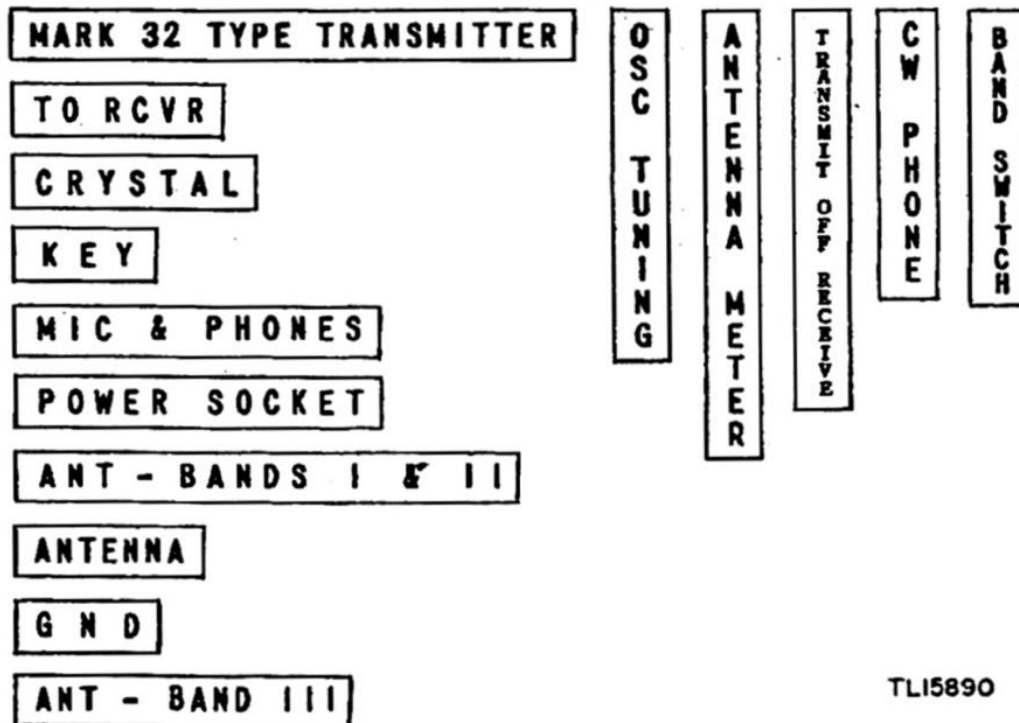 MARK 32 TYPE TRANSMITTER
TO RCVR
CRYSTAL
KEY
MIC & PHONES
POWER SOCKET
ANT - BANDS I & II
ANTENNA
GND
ANT - BAND III
OSC TUNING
ANTENNA METER
TRANSMIT OFF RECEIVE
CW PHONE
BAND SWITCH
TL15890